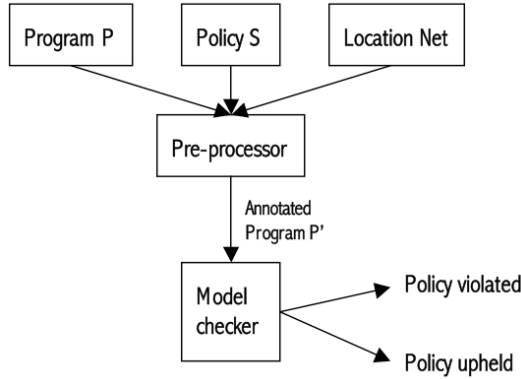 Program P
Policy S
Location Net
Pre-processor
Annotated
Program P'
Model
checker
Policy violated
Policy upheld